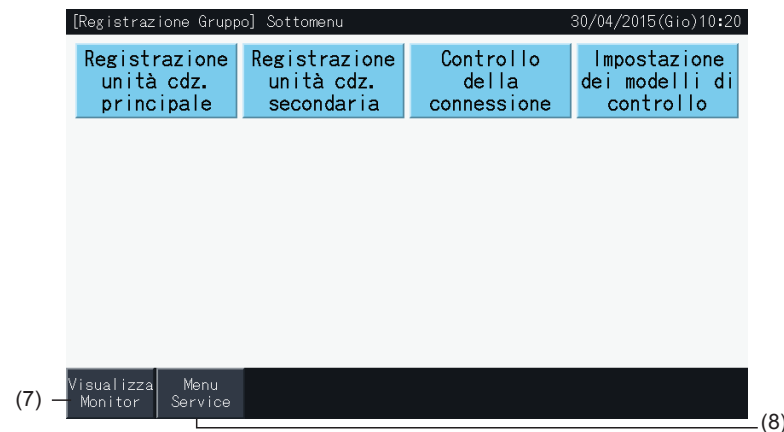 [Registrazione Gruppo] Sottomenu 30/04/2015(Gio)10:20
Registrazione
unità cdz.
principale
Registrazione
unità cdz.
secondaria
Controllo
della
connessione
Impostazione
dei modelli di
controllo
(7)
Visualizza
Monitor
Menu
Service
(8)